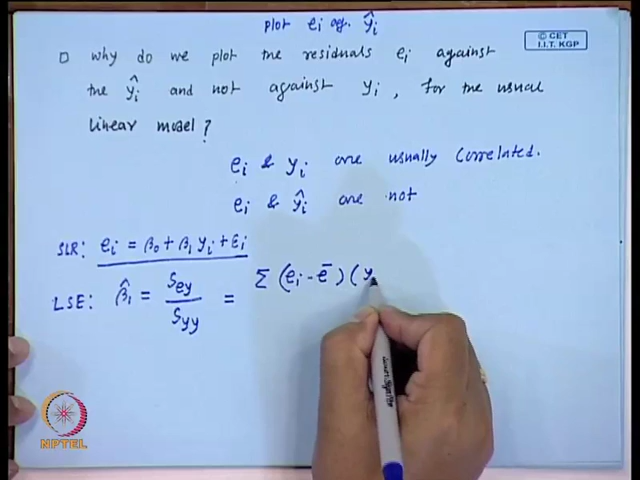 plot eᵢ ag. ŷᵢ
© CET
I.I.T. KGP
□ why do we plot the residuals eᵢ against
the ŷᵢ and not against yᵢ, for the usual
linear model?
eᵢ & yᵢ are usually correlated.
eᵢ & ŷᵢ are not
SLR: eᵢ = β₀ + β₁ yᵢ + εᵢ
LSE: β̂₁ = Sey / Syy = Σ (eᵢ - ē) (y
NPTEL